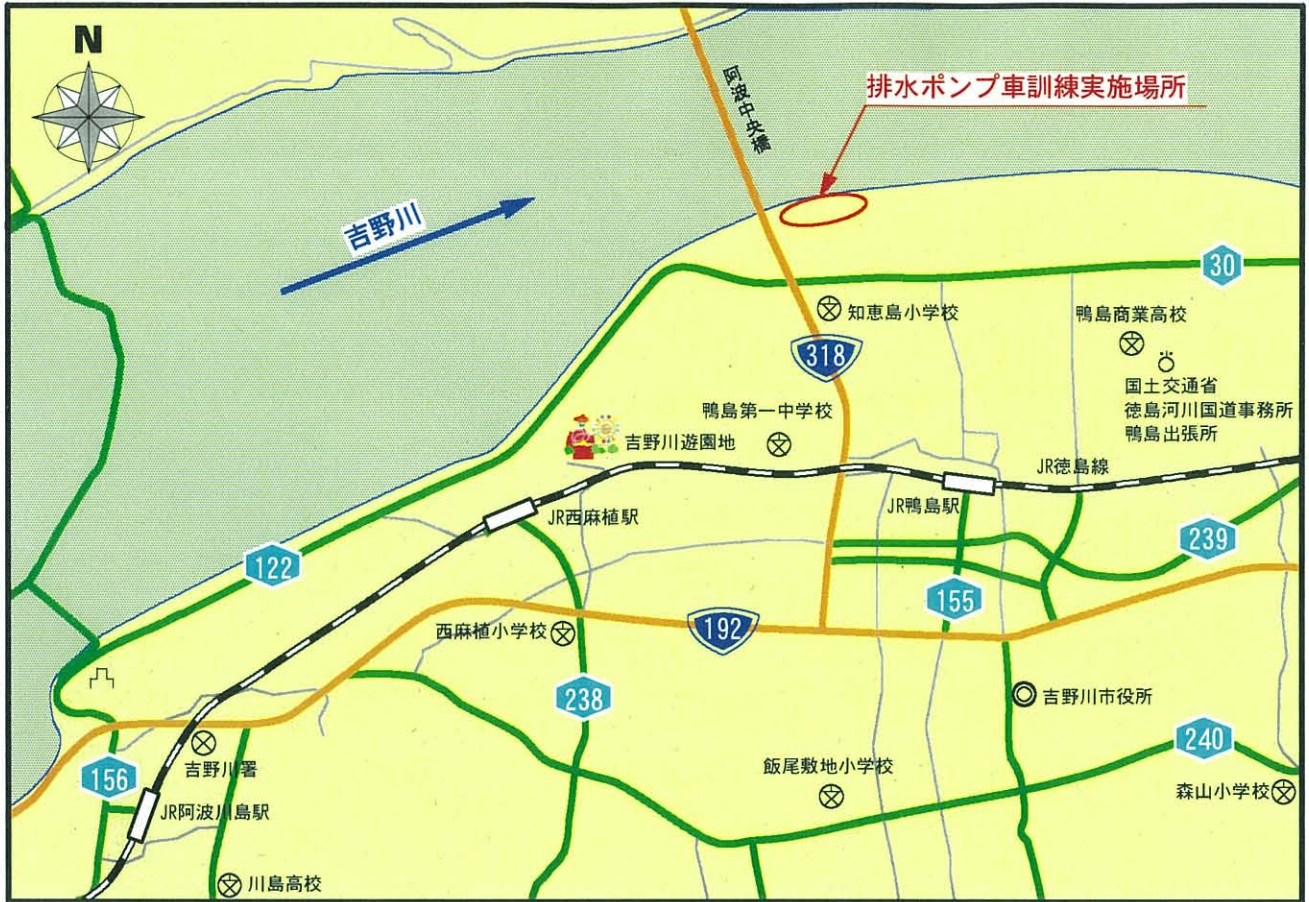 N
阿波中央橋
排水ポンプ車訓練実施場所
吉野川
30
知恵島小学校
鴨島商業高校
318
国土交通省
徳島河川国道事務所
鴨島出張所
鴨島第一中学校
吉野川遊園地
JR徳島線
JR西麻植駅
JR鴨島駅
239
122
155
192
西麻植小学校
238
吉野川市役所
240
156
吉野川署
飯尾敷地小学校
森山小学校
JR阿波川島駅
川島高校